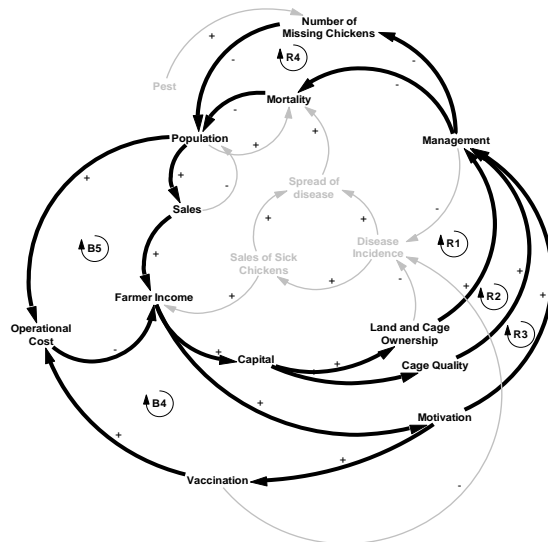 Number of
Missing Chickens
+
-
R4
-
Pest
Mortality
-
-
Population
+
+
Management
+
+
-
Spread of
disease
-
Sales
+
+
R1
B5
Sales of Sick
Chickens
Disease
Incidence
+
+
+
-
+
+
+
Farmer Income
R2
Operational
Cost
Land and Cage
Ownership
R3
-
+
Capital
+
+
Cage Quality
B4
+
+
Motivation
+
+
Vaccination
-